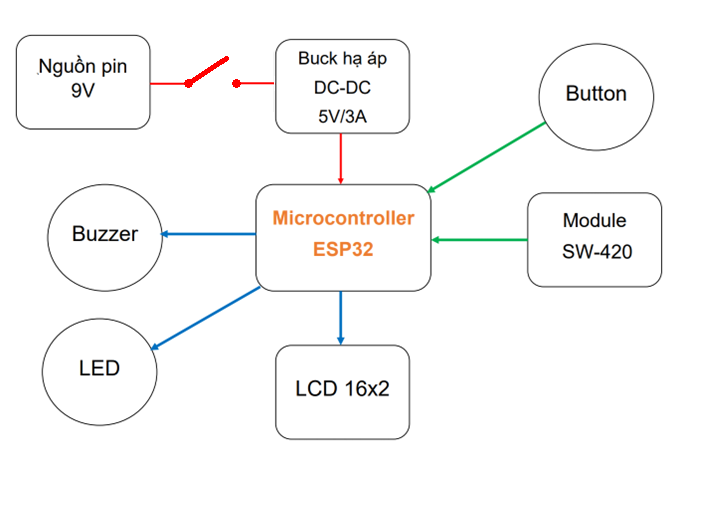 Nguồn pin
9V
Buck hạ áp
DC-DC
5V/3A
Button
Microcontroller
ESP32
Buzzer
Module
SW-420
LED
LCD 16x2